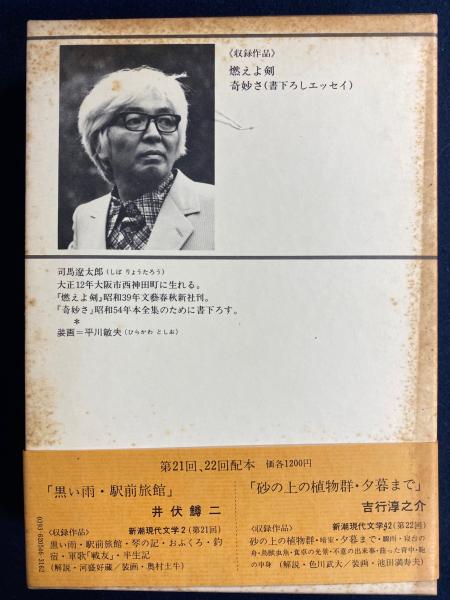 《収録作品》
燃えよ剣
奇妙さ(書下ろしエッセイ)
司馬遼太郎(しば りょうたろう)
大正12年大阪市西神田町に生れる。
『燃えよ剣』昭和39年文藝春秋新社刊。
『奇妙さ』昭和54年本全集のために書下ろす。
*
装画=平川敏夫(ひらかわ としお)
第21回、22回配本 価各1200円
「黒い雨・駅前旅館」
井伏鱒二
《収録作品》 新潮現代文学2(第21回)
黒い雨・駅前旅館・琴の記・おふくろ・釣
宿・軍歌「戦友」・半生記
(解説・河盛好蔵/装画・奥村土牛)
「砂の上の植物群・夕暮まで」
吉行淳之介
《収録作品》 新潮現代文学42(第22回)
砂の上の植物群・暗室・夕暮まで・驟雨・寝台の
舟・鳥獣虫魚・食卓の光景・不意の出来事・葡う背中・鞄
の中身 (解説・色川武大/装画・池田満寿夫)